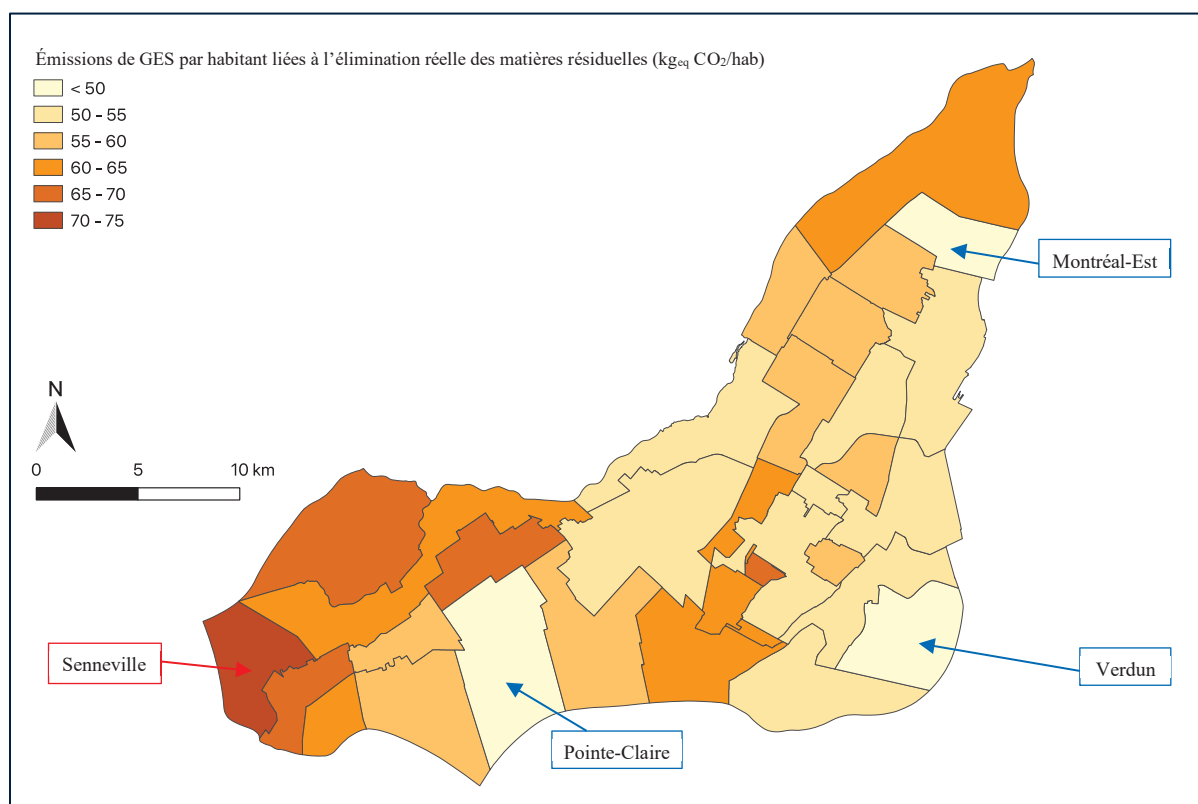 Émissions de GES par habitant liées à l’élimination réelle des matières résiduelles (kgeq CO₂/hab)
< 50
50 - 55
55 - 60
60 - 65
65 - 70
70 - 75
Montréal-Est
N
0 5 10 km
Senneville
Verdun
Pointe-Claire